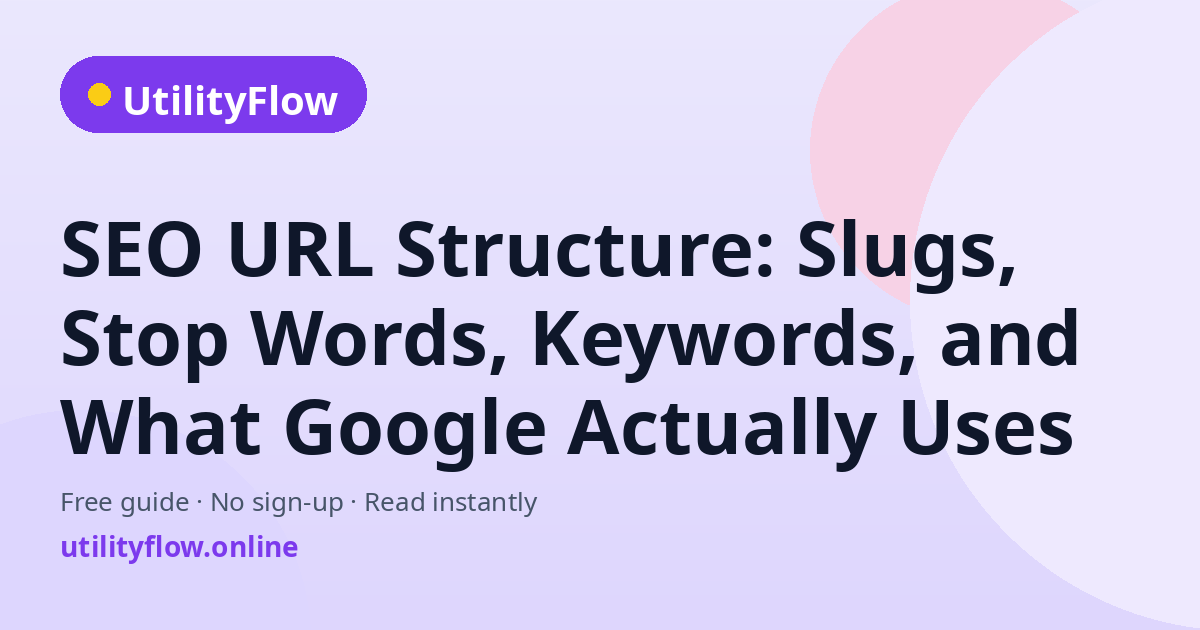 UtilityFlow
SEO URL Structure: Slugs,
Stop Words, Keywords, and
What Google Actually Uses
Free guide · No sign-up · Read instantly
utilityflow.online